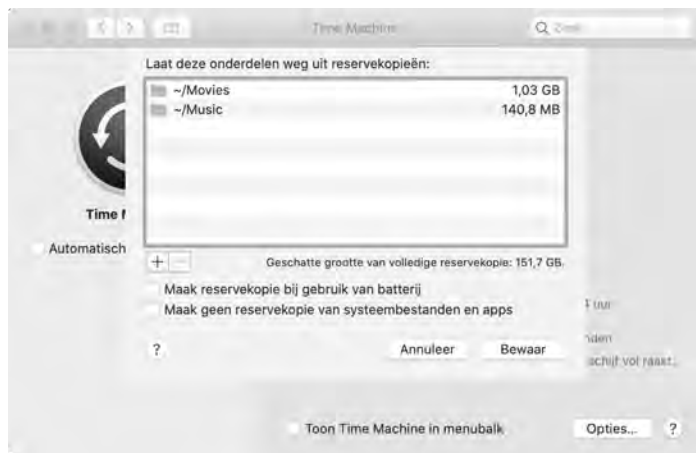 Time Machine
Zoek
Laat deze onderdelen weg uit reservekopieën:
~/Movies 1,03 GB
~/Music 140,8 MB
Time M
Automatisch
+ − Geschatte grootte van volledige reservekopie: 151,7 GB.
Maak reservekopie bij gebruik van batterij
Maak geen reservekopie van systeembestanden en apps
uur
? Annuleer Bewaar
schijf vol raakt.
Toon Time Machine in menubalk Opties... ?